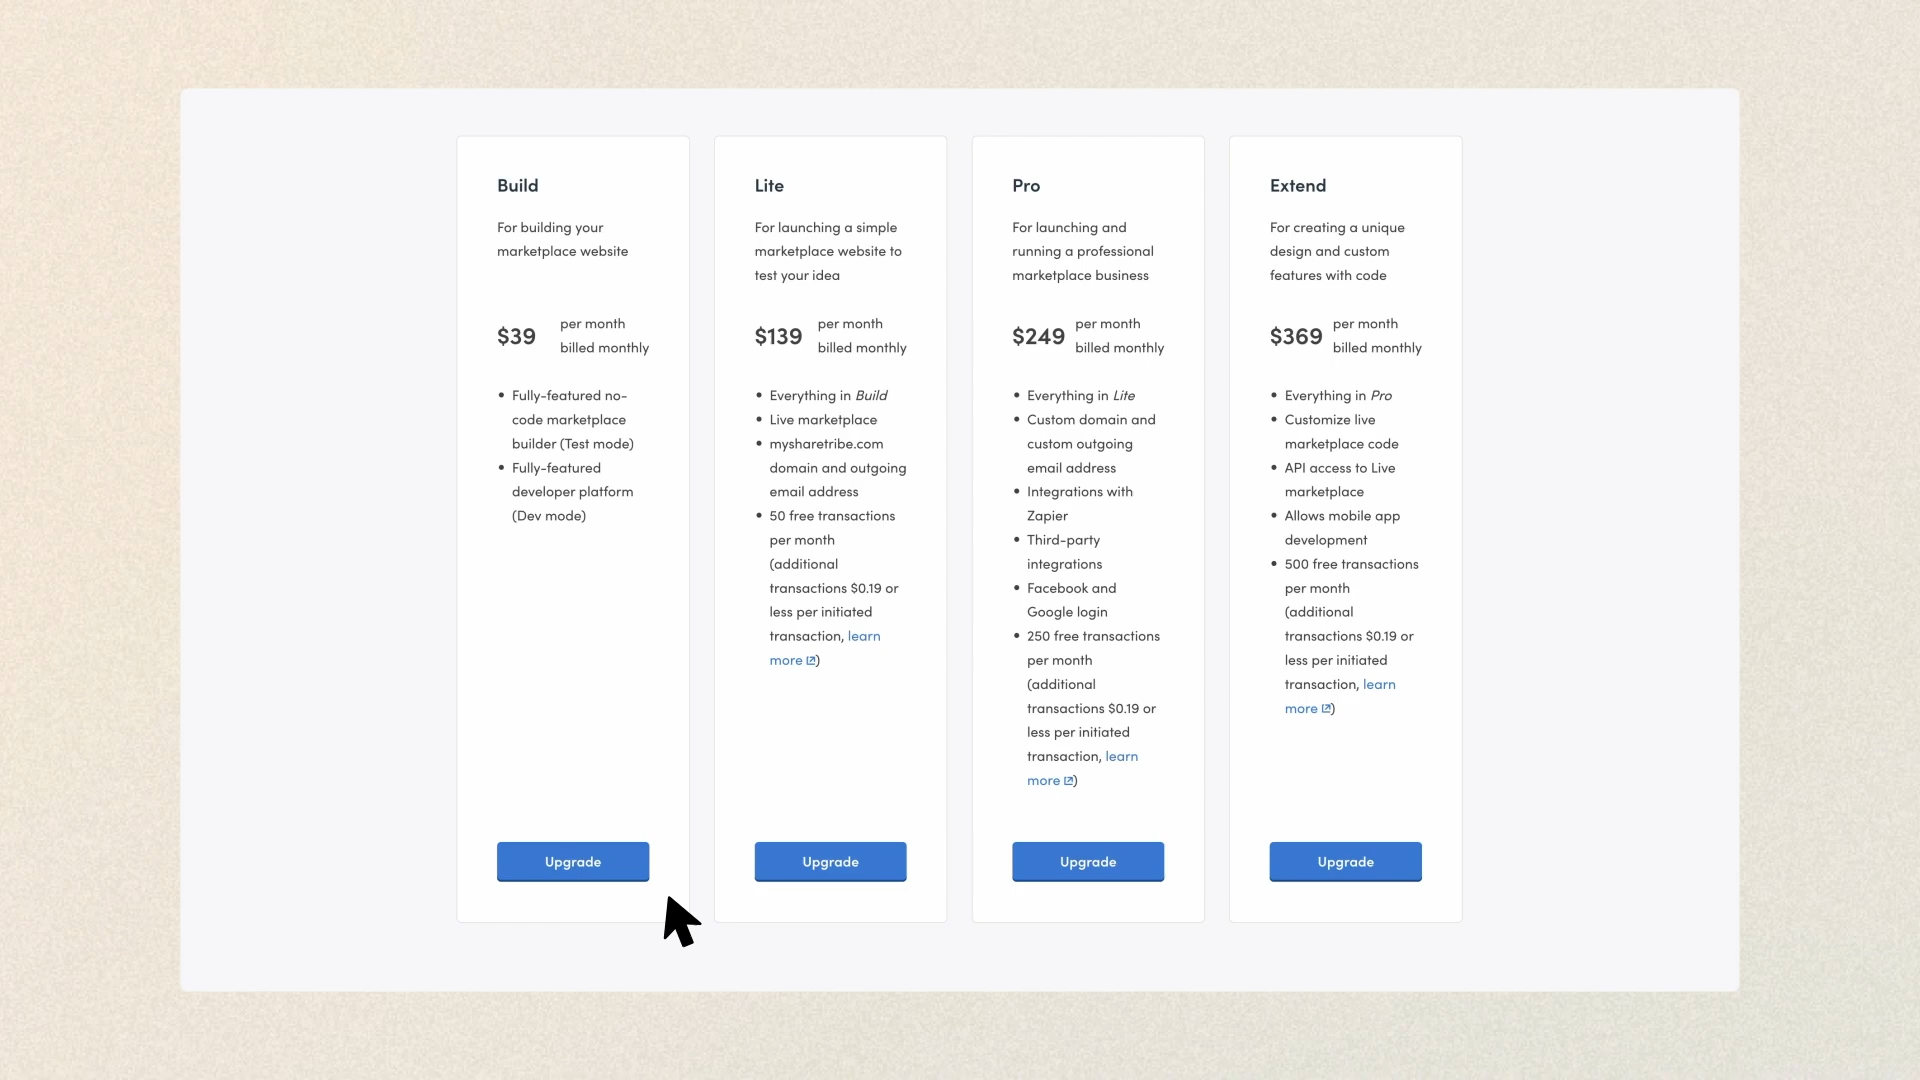 Build
For building your
marketplace website
$39
per month
billed monthly
• Fully-featured no-
code marketplace
builder (Test mode)
• Fully-featured
developer platform
(Dev mode)
Upgrade
Lite
For launching a simple
marketplace website to
test your idea
$139
per month
billed monthly
• Everything in Build
• Live marketplace
• mysharetribe.com
domain and outgoing
email address
• 50 free transactions
per month
(additional
transactions $0.19 or
less per initiated
transaction, learn
more)
Upgrade
Pro
For launching and
running a professional
marketplace business
$249
per month
billed monthly
• Everything in Lite
• Custom domain and
custom outgoing
email address
• Integrations with
Zapier
• Third-party
integrations
• Facebook and
Google login
• 250 free transactions
per month
(additional
transactions $0.19 or
less per initiated
transaction, learn
more)
Upgrade
Extend
For creating a unique
design and custom
features with code
$369
per month
billed monthly
• Everything in Pro
• Customize live
marketplace code
• API access to Live
marketplace
• Allows mobile app
development
• 500 free transactions
per month
(additional
transactions $0.19 or
less per initiated
transaction, learn
more)
Upgrade